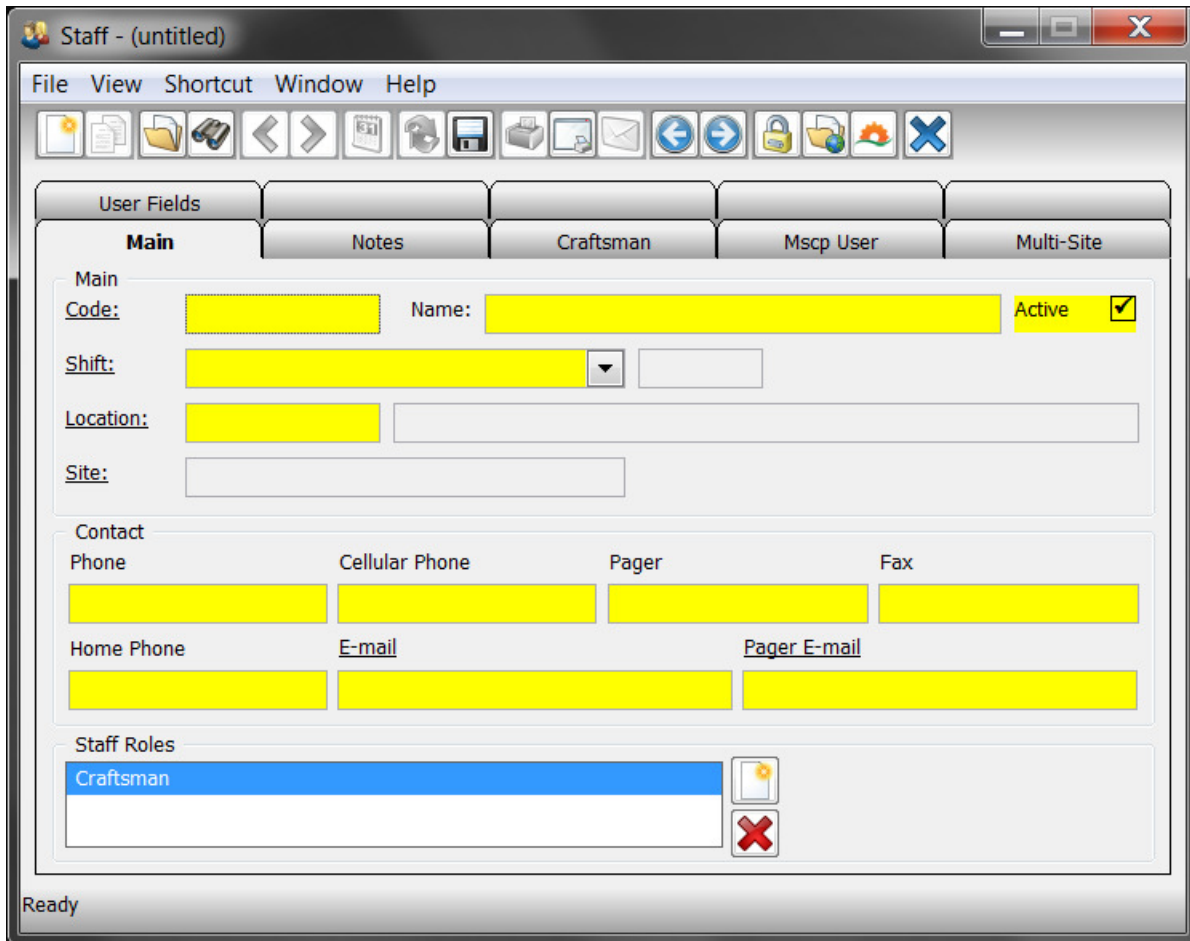 Staff - (untitled)
File View Shortcut Window Help
31
User Fields
Main Notes Craftsman Mscp User Multi-Site
Main
Code: Name: Active
Shift:
Location:
Site:
Contact
Phone Cellular Phone Pager Fax
Home Phone E-mail Pager E-mail
Staff Roles
Craftsman
Ready